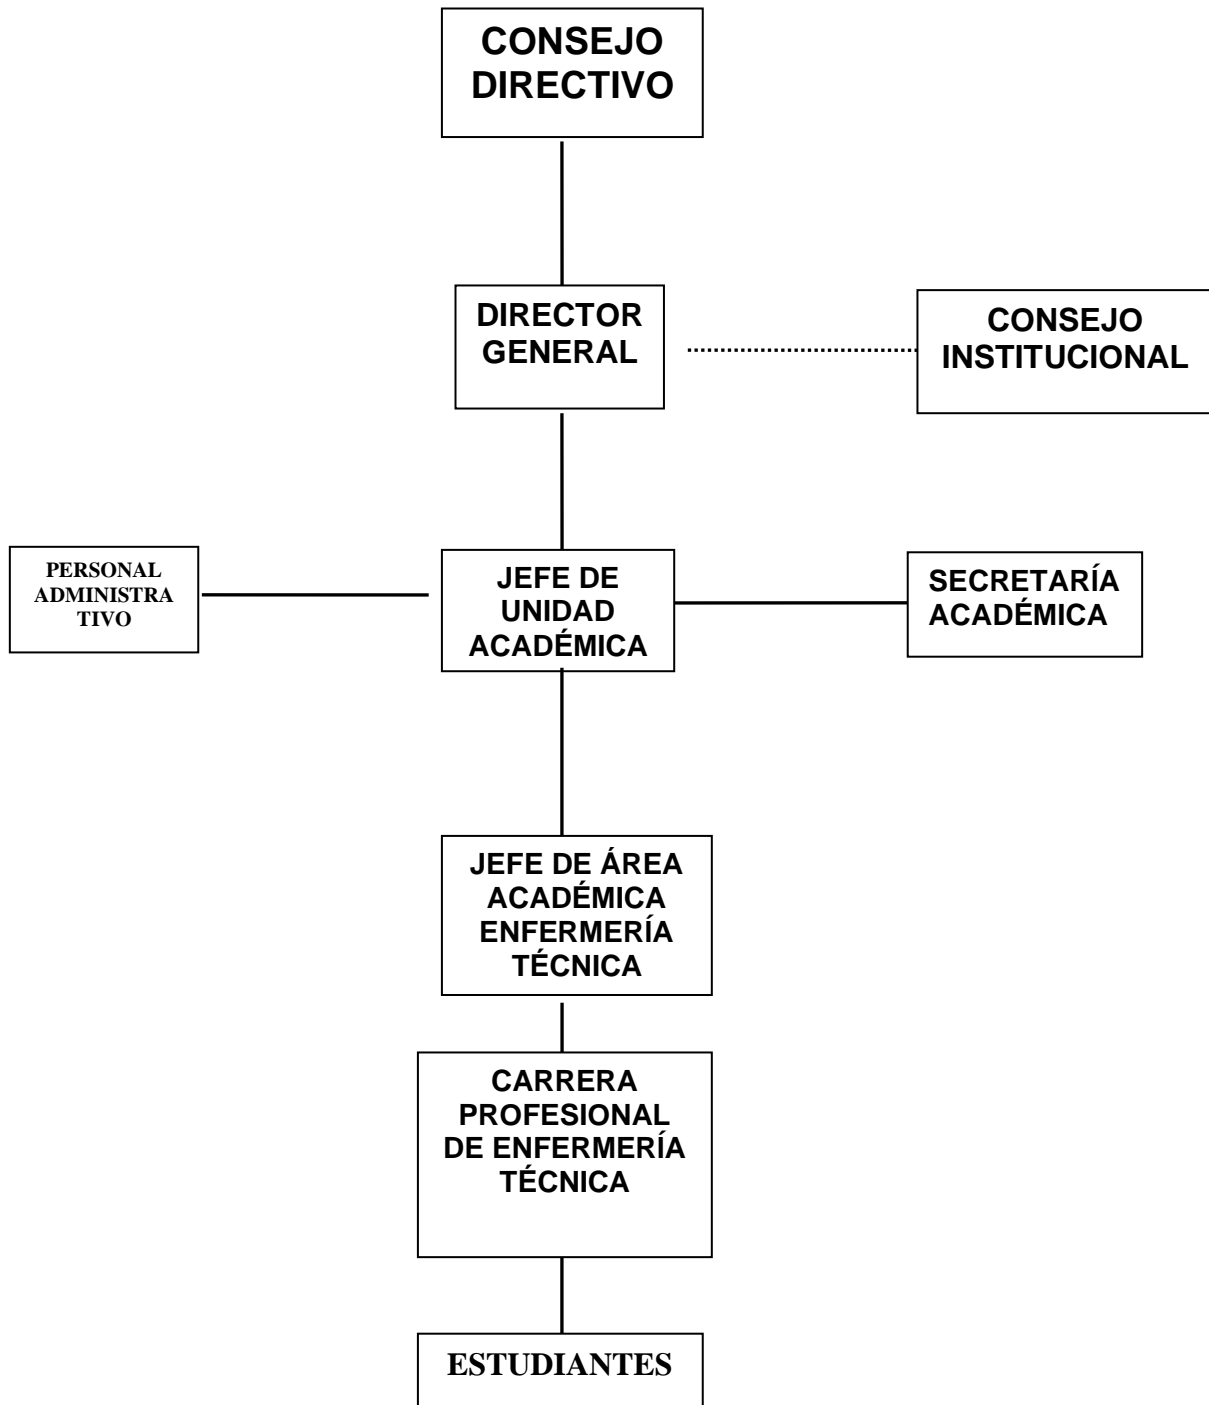 CONSEJO
DIRECTIVO
DIRECTOR
GENERAL
CONSEJO
INSTITUCIONAL
PERSONAL
ADMINISTRA
TIVO
JEFE DE
UNIDAD
ACADÉMICA
SECRETARÍA
ACADÉMICA
JEFE DE ÁREA
ACADÉMICA
ENFERMERÍA
TÉCNICA
CARRERA
PROFESIONAL
DE ENFERMERÍA
TÉCNICA
ESTUDIANTES